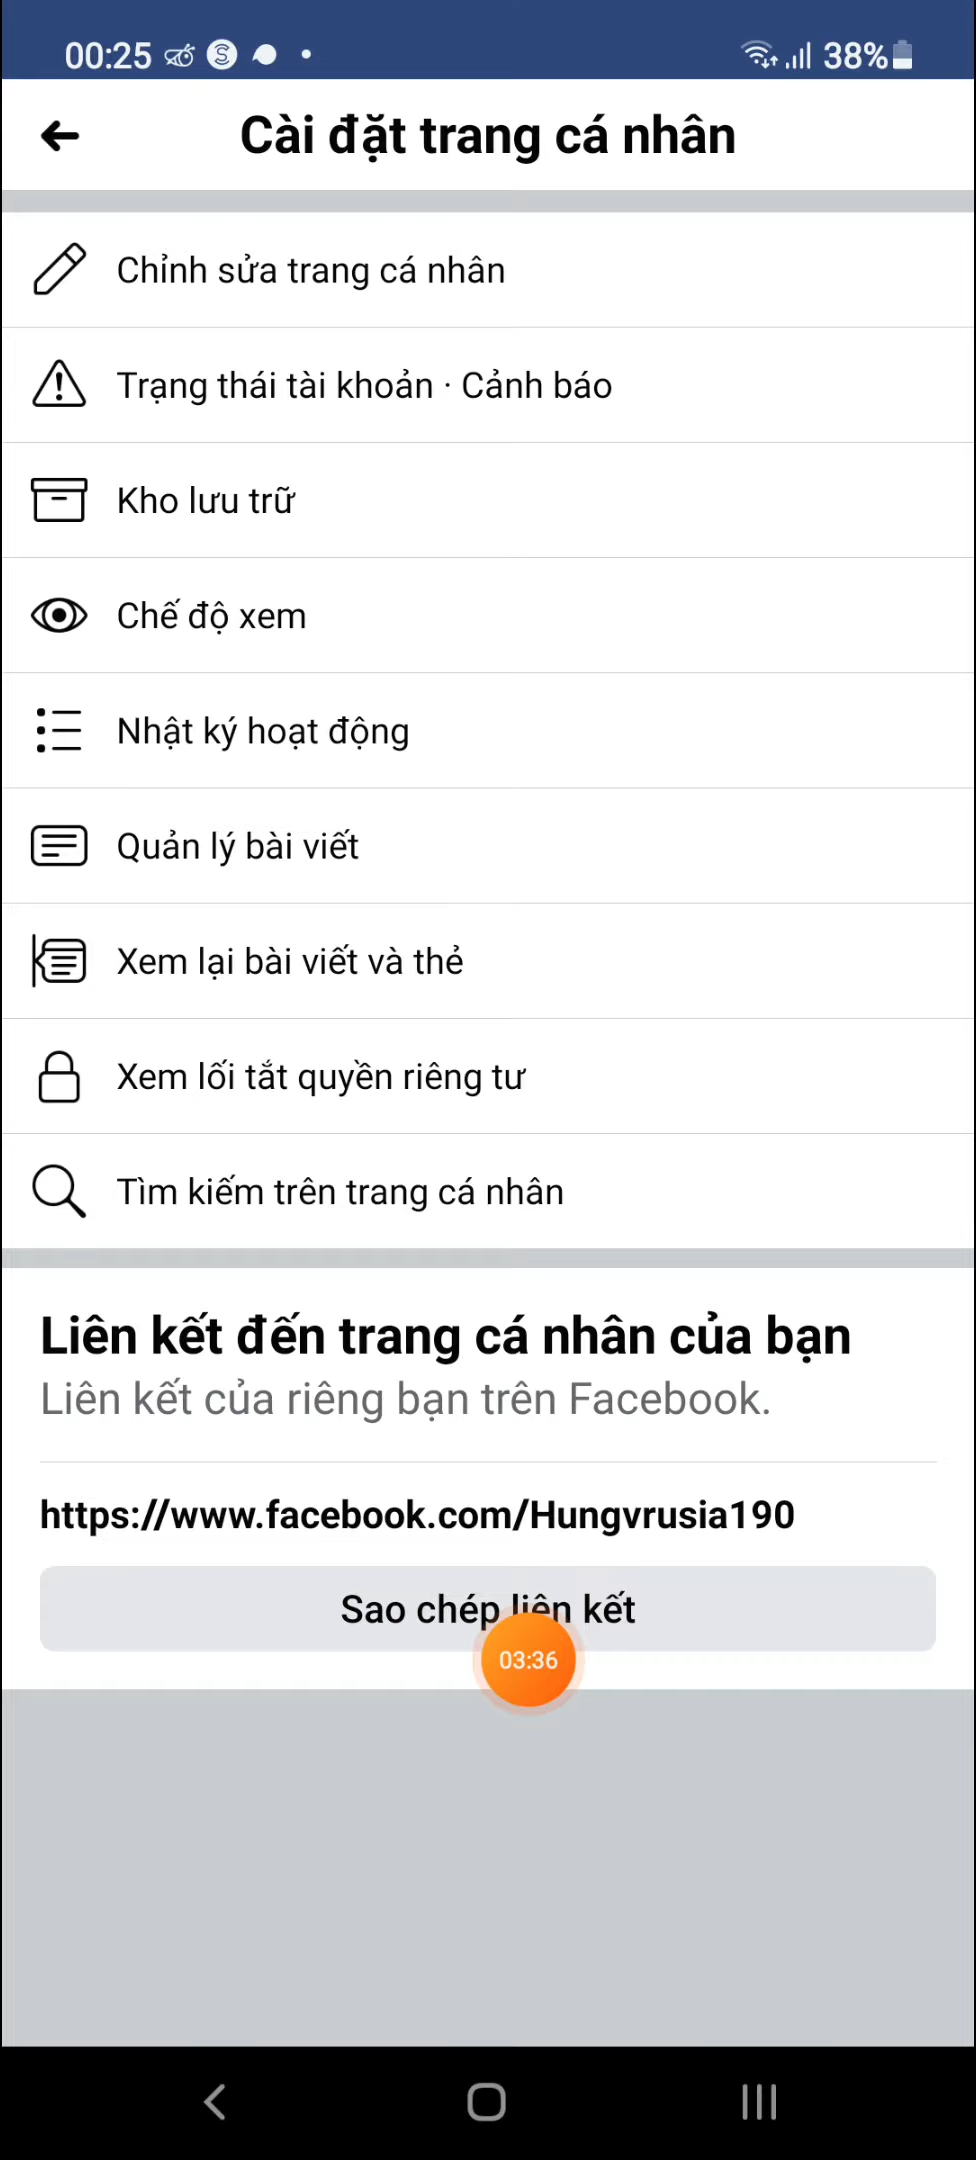 00:25
38%
Cài đặt trang cá nhân
Chỉnh sửa trang cá nhân
Trạng thái tài khoản · Cảnh báo
Kho lưu trữ
Chế độ xem
Nhật ký hoạt động
Quản lý bài viết
Xem lại bài viết và thẻ
Xem lối tắt quyền riêng tư
Tìm kiếm trên trang cá nhân
Liên kết đến trang cá nhân của bạn
Liên kết của riêng bạn trên Facebook.
https://www.facebook.com/Hungvrusia190
Sao chép liên kết
03:36